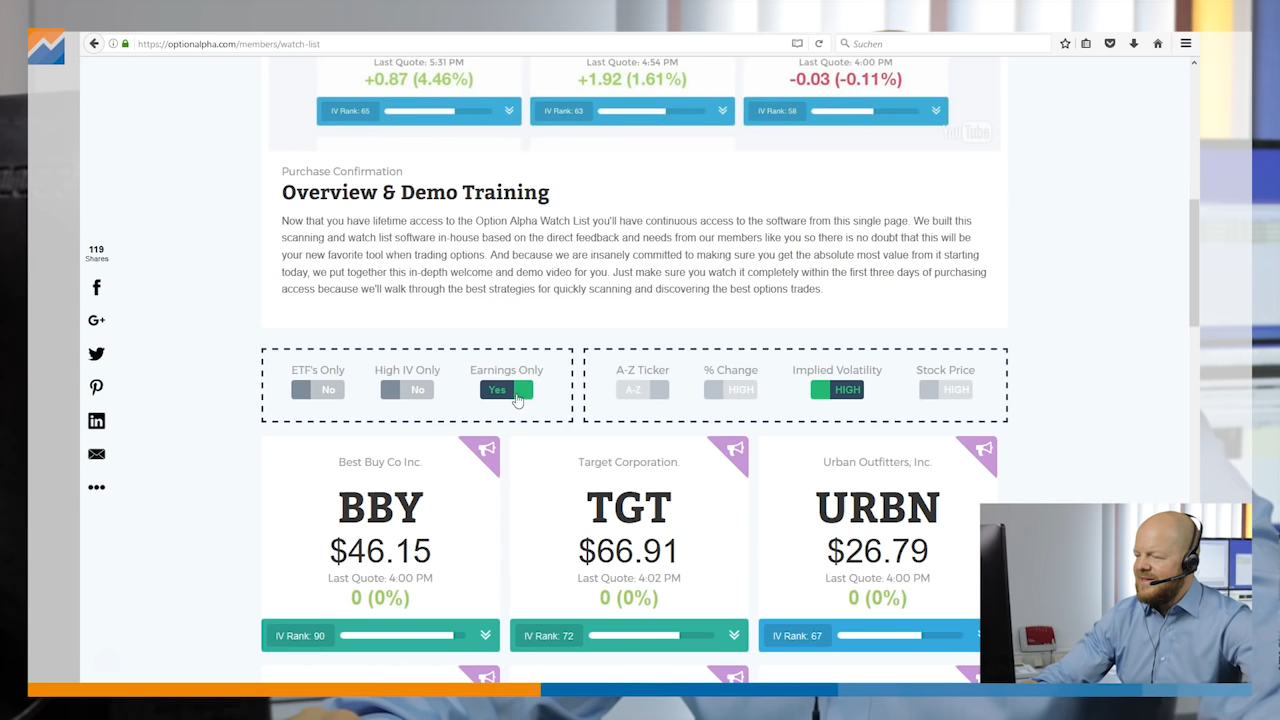 https://optionalpha.com/members/watch-list
Suchen
Last Quote: 5:31 PM
Last Quote: 4:54 PM
Last Quote: 4:00 PM
+0.87 (4.46%)
+1.92 (1.61%)
-0.03 (-0.11%)
IV Rank: 65
IV Rank: 63
IV Rank: 58
YouTube
Purchase Confirmation
Overview & Demo Training
Now that you have lifetime access to the Option Alpha Watch List you'll have continuous access to the software from this single page. We built this
scanning and watch list software in-house based on the direct feedback and needs from our members like you so there is no doubt that this will be
your new favorite tool when trading options. And because we are insanely committed to making sure you get the absolute most value from it starting
today, we put together this in-depth welcome and demo video for you. Just make sure you watch it completely within the first three days of purchasing
access because we'll walk through the best strategies for quickly scanning and discovering the best options trades.
119
Shares
G+
ETF's Only
High IV Only
Earnings Only
No
No
Yes
A-Z Ticker
% Change
Implied Volatility
Stock Price
A-Z
HIGH
HIGH
HIGH
Best Buy Co Inc.
BBY
$46.15
Last Quote: 4:00 PM
0 (0%)
IV Rank: 90
Target Corporation.
TGT
$66.91
Last Quote: 4:02 PM
0 (0%)
IV Rank: 72
Urban Outfitters, Inc.
URBN
$26.79
Last Quote: 4:00 PM
0 (0%)
IV Rank: 67